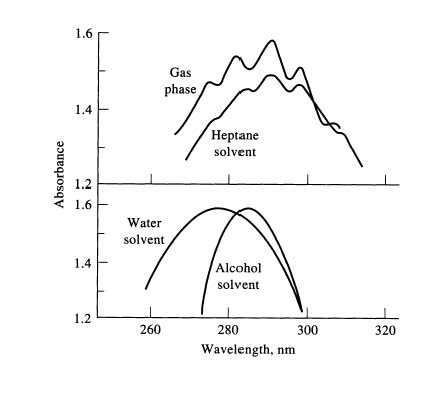 1.6
Gas
phase
1.4
Heptane
solvent
Absorbance
1.2
1.6
Water
solvent
1.4
Alcohol
solvent
1.2
260 280 300 320
Wavelength, nm